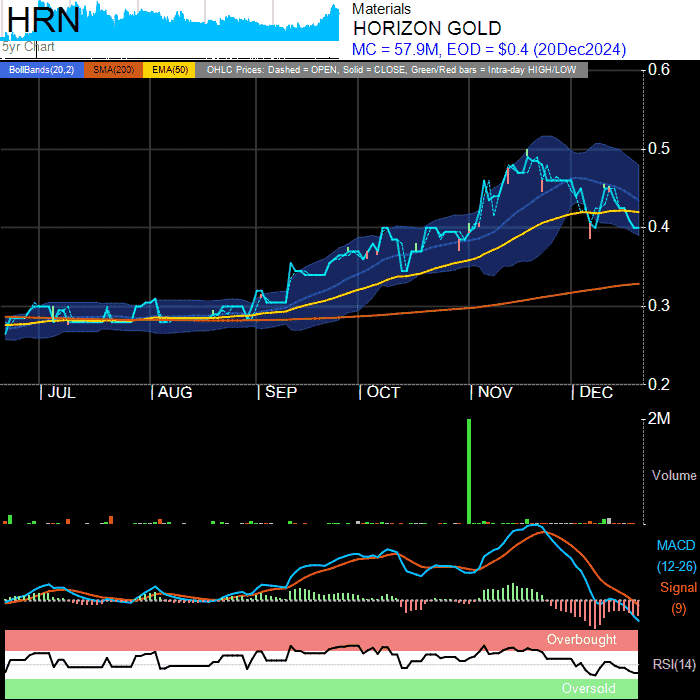 HRN
5yr Chart
Materials
HORIZON GOLD
MC = 57.9M, EOD = $0.4 (20Dec2024)
BollBands(20,2) SMA(200) EMA(50) OHLC Prices: Dashed = OPEN, Solid = CLOSE, Green/Red bars = Intra-day HIGH/LOW
0.6
0.5
0.4
0.3
0.2
JUL AUG SEP OCT NOV DEC
2M
Volume
MACD
(12-26)
Signal
(9)
Overbought
RSI(14)
Oversold